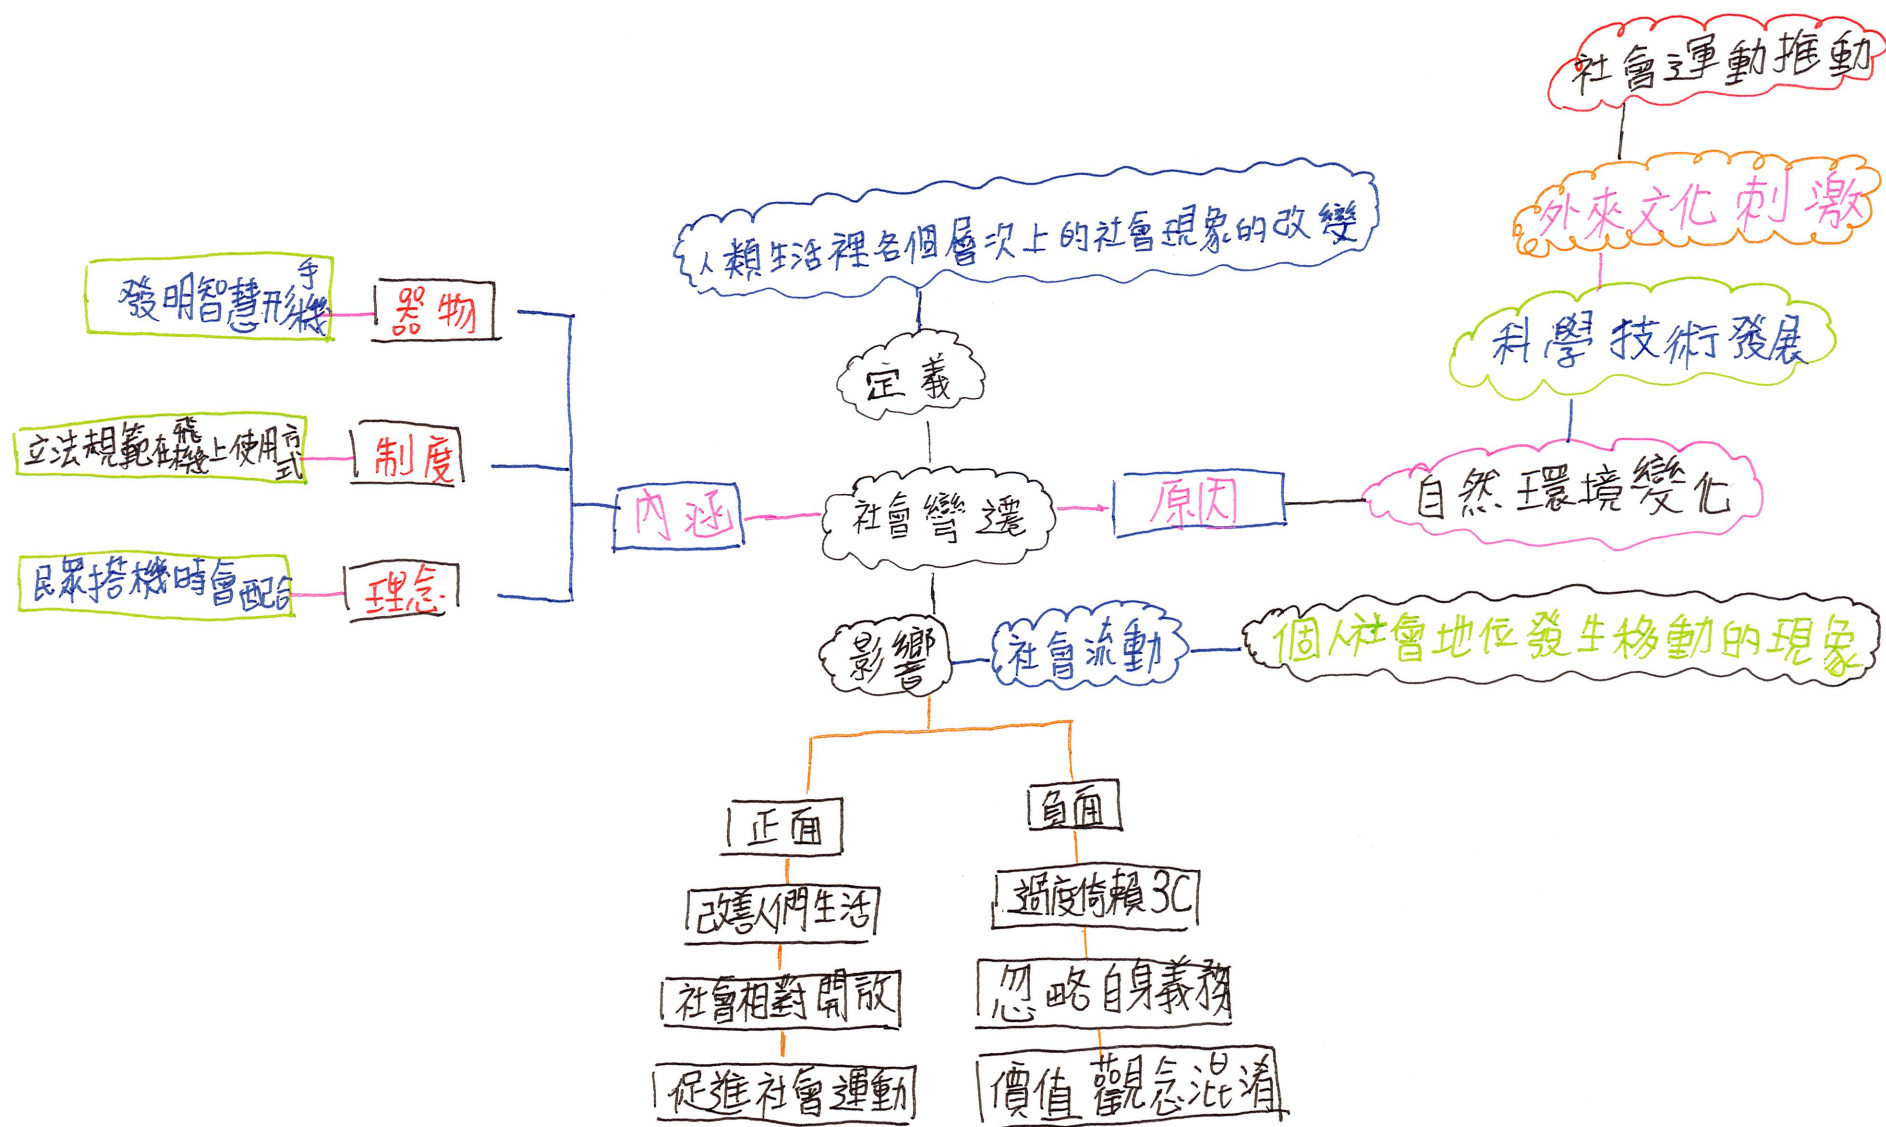 社會運動推動
外來文化刺激
人類生活裡各個層次上的社會現象的改變
科學技術發展
發明智慧形手機
器物
定義
立法規範在飛機上使用方式
制度
內涵
社會變遷
原因
自然環境變化
民眾搭機時會配合
理念
影響
社會流動
個人社會地位發生移動的現象
正面
負面
改善人們生活
過度倚賴3C
社會相對開放
忽略自身義務
促進社會運動
價值觀念混淆